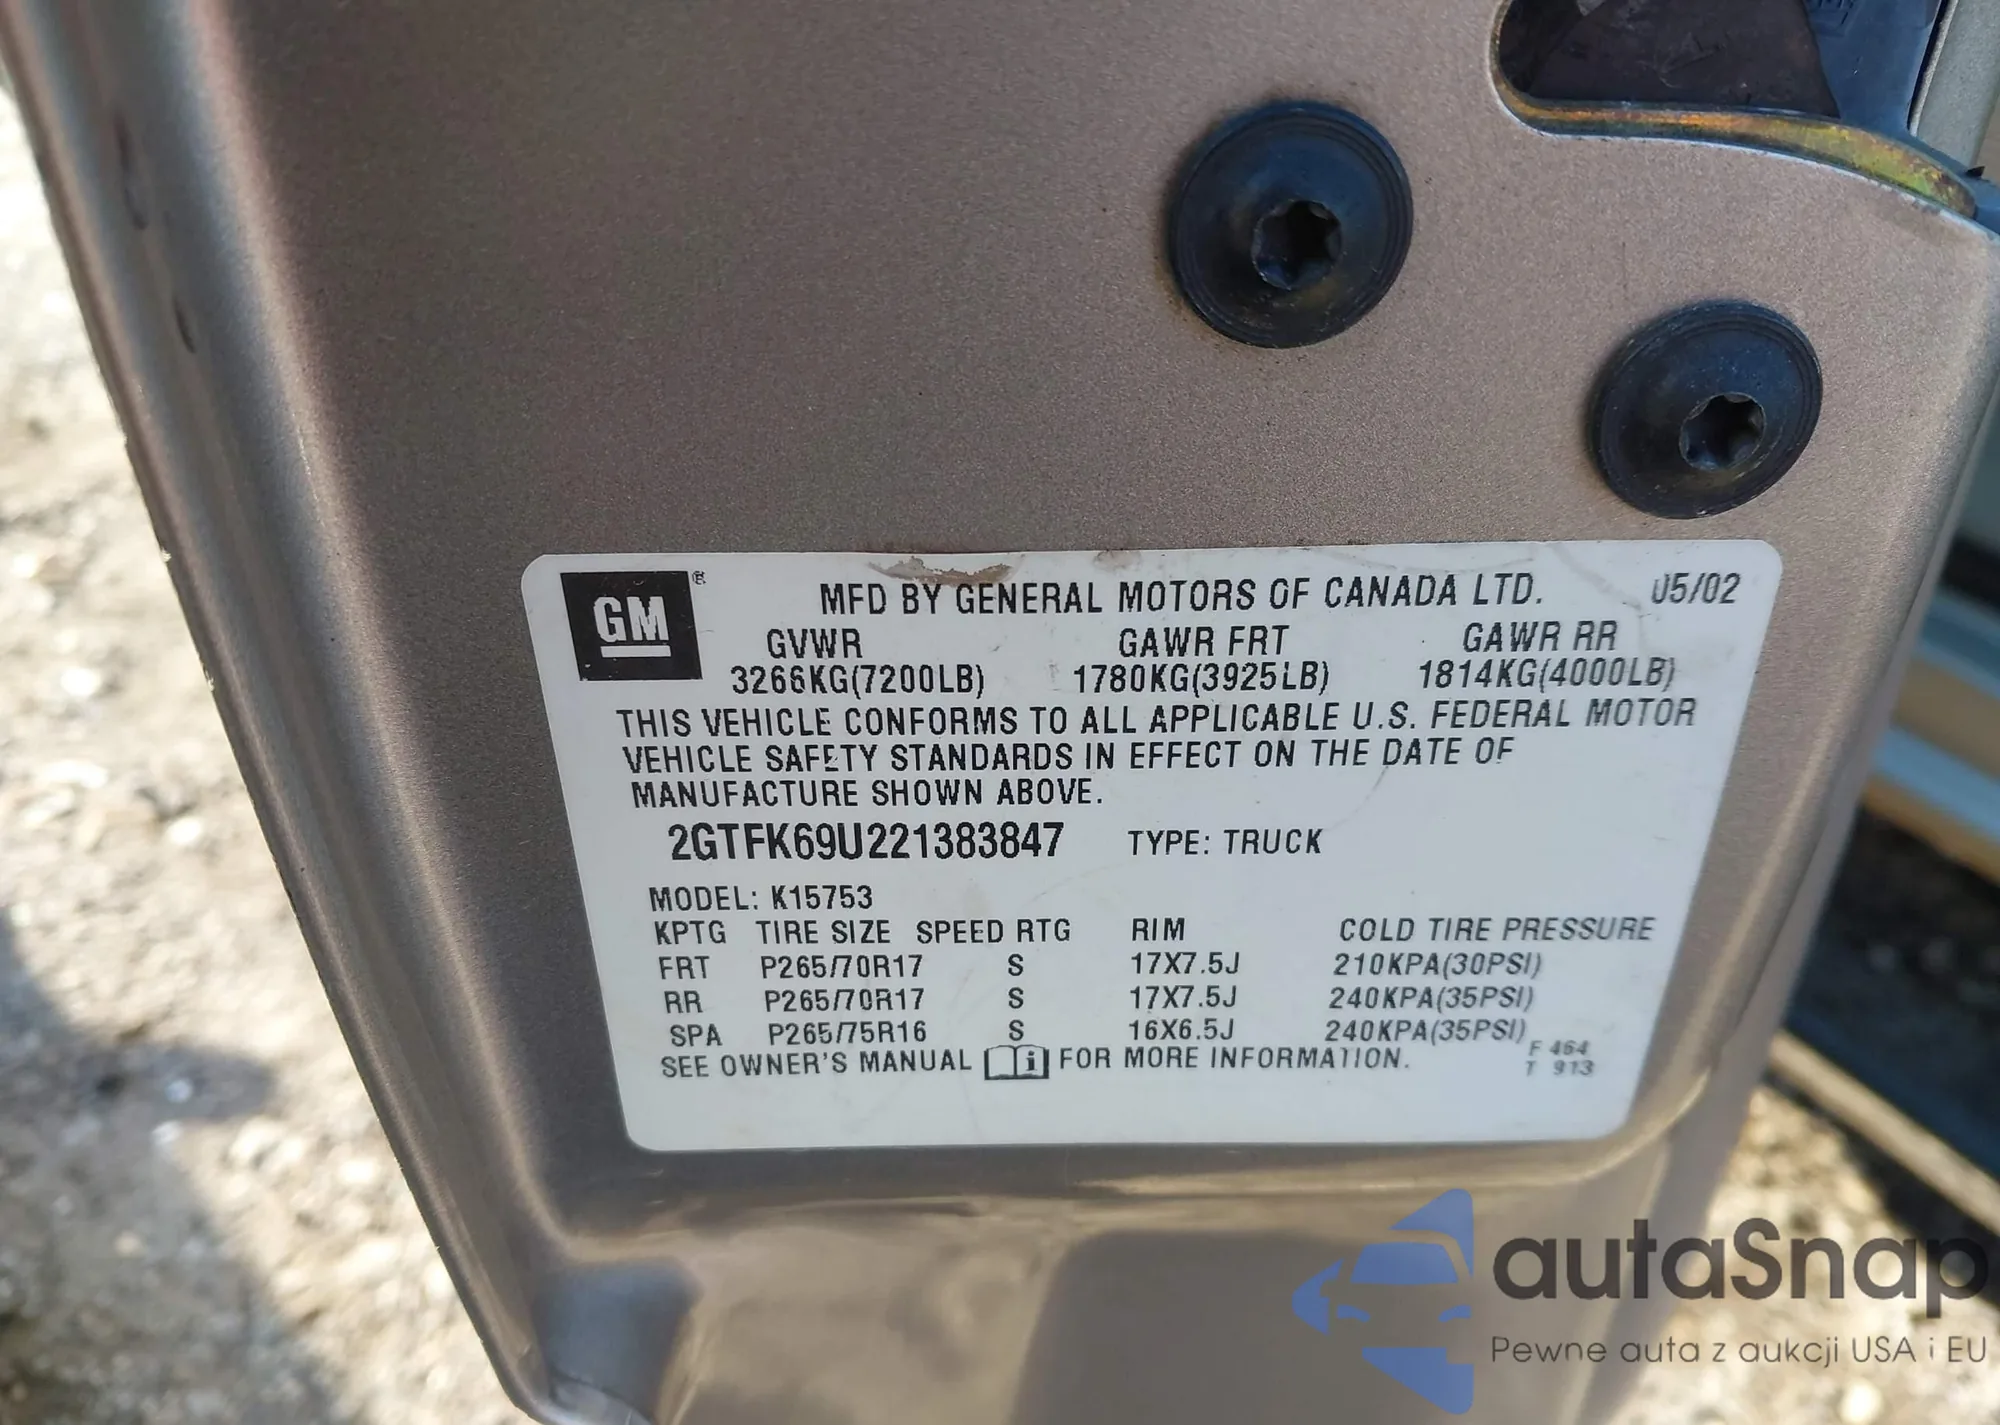 GM®
MFD BY GENERAL MOTORS OF CANADA LTD. 05/02
GVWR GAWR FRT GAWR RR
3266KG(7200LB) 1780KG(3925LB) 1814KG(4000LB)
THIS VEHICLE CONFORMS TO ALL APPLICABLE U.S. FEDERAL MOTOR
VEHICLE SAFETY STANDARDS IN EFFECT ON THE DATE OF
MANUFACTURE SHOWN ABOVE.
2GTFK69U221383847 TYPE: TRUCK
MODEL: K15753
KPTG TIRE SIZE SPEED RTG RIM COLD TIRE PRESSURE
FRT P265/70R17 S 17X7.5J 210KPA(30PSI)
RR P265/70R17 S 17X7.5J 240KPA(35PSI)
SPA P265/75R16 S 16X6.5J 240KPA(35PSI)
SEE OWNER'S MANUAL i FOR MORE INFORMATION.
F 464
T 913
autaSnap
Pewne auta z aukcji USA i EU